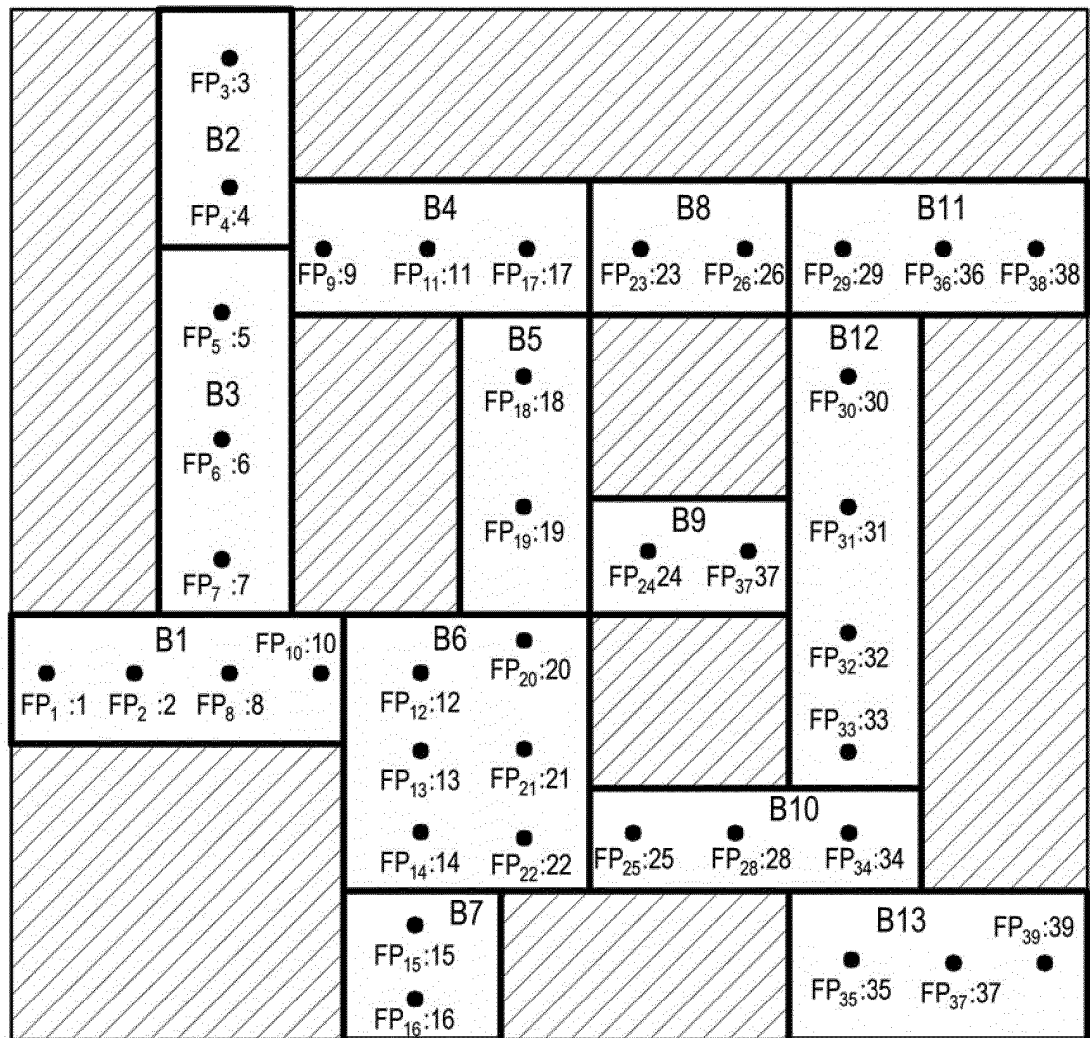 FP₃:3
B2
FP₄:4
B4
B8
B11
FP₉:9
FP₁₁:11
FP₁₇:17
FP₂₃:23
FP₂₆:26
FP₂₉:29
FP₃₆:36
FP₃₈:38
FP₅ :5
B3
FP₆ :6
FP₇ :7
B5
FP₁₈:18
FP₁₉:19
B12
FP₃₀:30
FP₃₁:31
FP₃₂:32
FP₃₃:33
B9
FP₂₄24
FP₃₇37
B1
FP₁₀:10
FP₁ :1
FP₂ :2
FP₈ :8
B6
FP₂₀:20
FP₁₂:12
FP₁₃:13
FP₂₁:21
FP₁₄:14
FP₂₂:22
B10
FP₂₅:25
FP₂₈:28
FP₃₄:34
B7
FP₁₅:15
FP₁₆:16
B13
FP₃₉:39
FP₃₅:35
FP₃₇:37